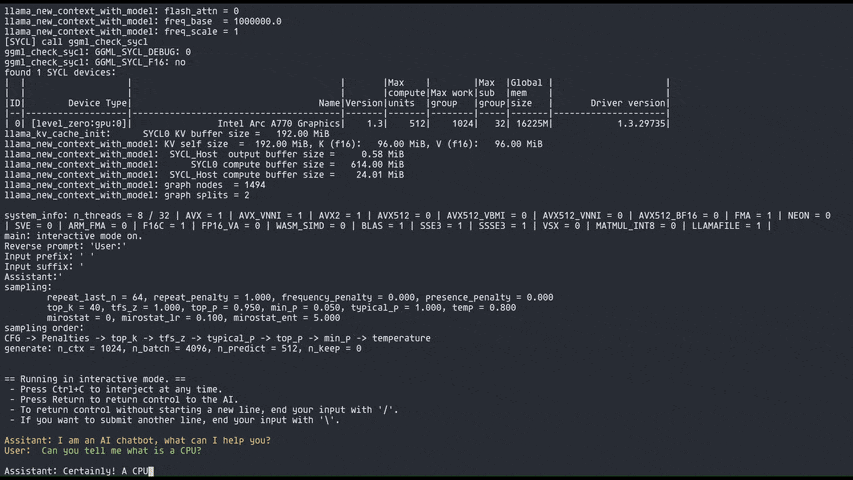 llama_new_context_with_model: flash_attn = 0
llama_new_context_with_model: freq_base  = 1000000.0
llama_new_context_with_model: freq_scale = 1
[SYCL] call ggml_check_sycl
ggml_check_sycl: GGML_SYCL_DEBUG: 0
ggml_check_sycl: GGML_SYCL_F16: no
found 1 SYCL devices:
|  |                   |                                       |       |Max    |        |Max  |Global |                     |
|  |                   |                                       |       |compute|Max work|sub  |mem    |                     |
|ID|        Device Type|                                   Name|Version|units  |group   |group|size   |       Driver version|
|--|-------------------|---------------------------------------|-------|-------|--------|-----|-------|---------------------|
| 0| [level_zero:gpu:0]|                Intel Arc A770 Graphics|    1.3|    512|    1024|   32| 16225M|            1.3.29735|
llama_kv_cache_init:      SYCL0 KV buffer size =   192.00 MiB
llama_new_context_with_model: KV self size  =  192.00 MiB, K (f16):   96.00 MiB, V (f16):   96.00 MiB
llama_new_context_with_model:  SYCL_Host  output buffer size =     0.58 MiB
llama_new_context_with_model:      SYCL0 compute buffer size =   614.00 MiB
llama_new_context_with_model:  SYCL_Host compute buffer size =    24.01 MiB
llama_new_context_with_model: graph nodes  = 1494
llama_new_context_with_model: graph splits = 2
system_info: n_threads = 8 / 32 | AVX = 1 | AVX_VNNI = 1 | AVX2 = 1 | AVX512 = 0 | AVX512_VBMI = 0 | AVX512_VNNI = 0 | AVX512_BF16 = 0 | FMA = 1 | NEON = 0
| SVE = 0 | ARM_FMA = 0 | F16C = 1 | FP16_VA = 0 | WASM_SIMD = 0 | BLAS = 1 | SSE3 = 1 | SSSE3 = 1 | VSX = 0 | MATMUL_INT8 = 0 | LLAMAFILE = 1 |
main: interactive mode on.
Reverse prompt: 'User:'
Input prefix: ' '
Input suffix: '
Assistant:'
sampling:
        repeat_last_n = 64, repeat_penalty = 1.000, frequency_penalty = 0.000, presence_penalty = 0.000
        top_k = 40, tfs_z = 1.000, top_p = 0.950, min_p = 0.050, typical_p = 1.000, temp = 0.800
        mirostat = 0, mirostat_lr = 0.100, mirostat_ent = 5.000
sampling order:
CFG -> Penalties -> top_k -> tfs_z -> typical_p -> top_p -> min_p -> temperature
generate: n_ctx = 1024, n_batch = 4096, n_predict = 512, n_keep = 0
== Running in interactive mode. ==
 - Press Ctrl+C to interject at any time.
 - Press Return to return control to the AI.
 - To return control without starting a new line, end your input with '/'.
 - If you want to submit another line, end your input with '\'.
Assitant: I am an AI chatbot, what can I help you?
User:  Can you tell me what is a CPU?
Assistant: Certainly! A CPU